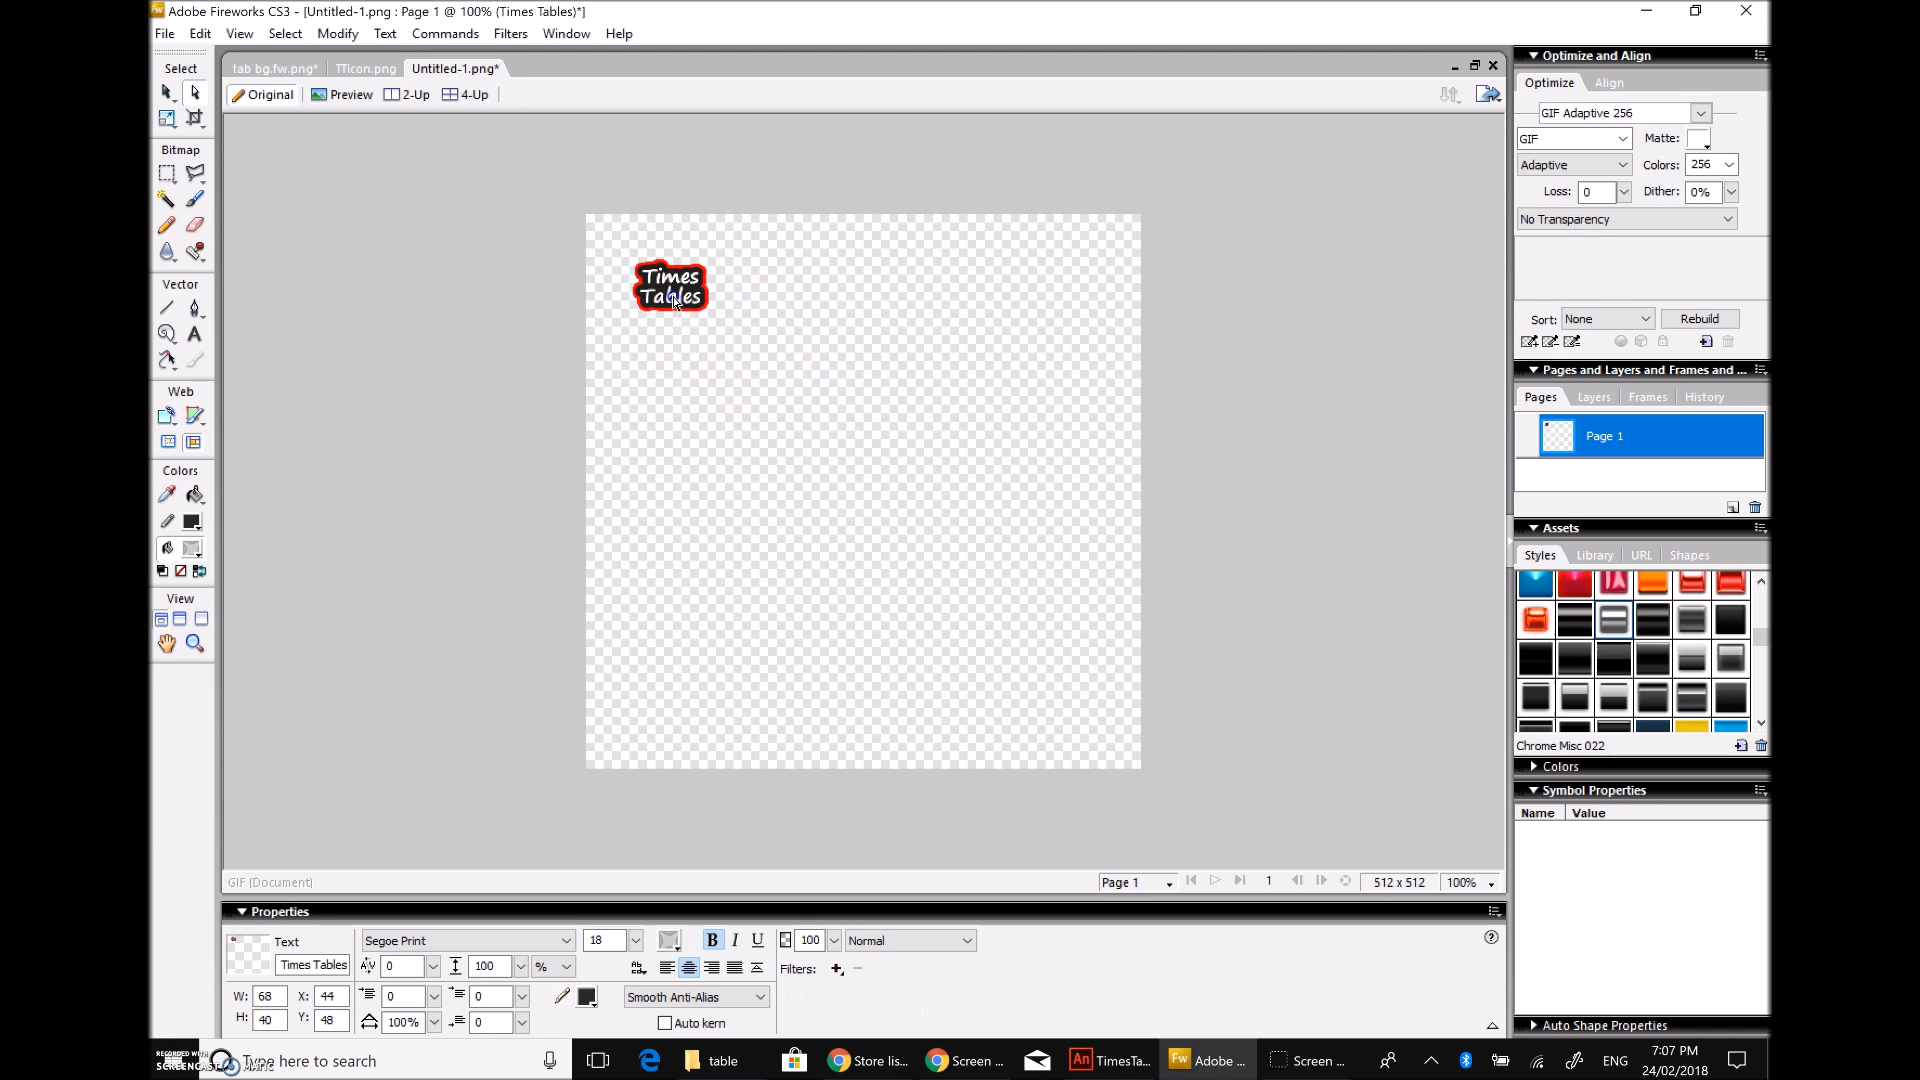 Adobe Fireworks CS3 - [Untitled-1.png : Page 1 @ 100% (Times Tables)*]
File Edit View Select Modify Text Commands Filters Window Help
Select
tab bg.fw.png* TTicon.png Untitled-1.png*
Original Preview 2-Up 4-Up
Bitmap
Vector
Web
Colors
View
Times
Tables
Optimize and Align
Optimize Align
GIF Adaptive 256
GIF Matte:
Adaptive Colors: 256
Loss: 0 Dither: 0%
No Transparency
Sort: None Rebuild
Pages and Layers and Frames and ...
Pages Layers Frames History
Page 1
Assets
Styles Library URL Shapes
Chrome Misc 022
Colors
Symbol Properties
Name Value
Auto Shape Properties
GIF (Document) Page 1 1 512 x 512 100%
Properties
Text Segoe Print 18 B I U 100 Normal
Times Tables 0 100 % Filters:
W: 68 X: 44 0 0 Smooth Anti-Alias
H: 40 Y: 48 100% 0 Auto kern
RECORDED WITH
SCREENCAST MATIC
Type here to search table Store lis... Screen ... TimesTa... Adobe ... Screen ... ENG 7:07 PM
24/02/2018